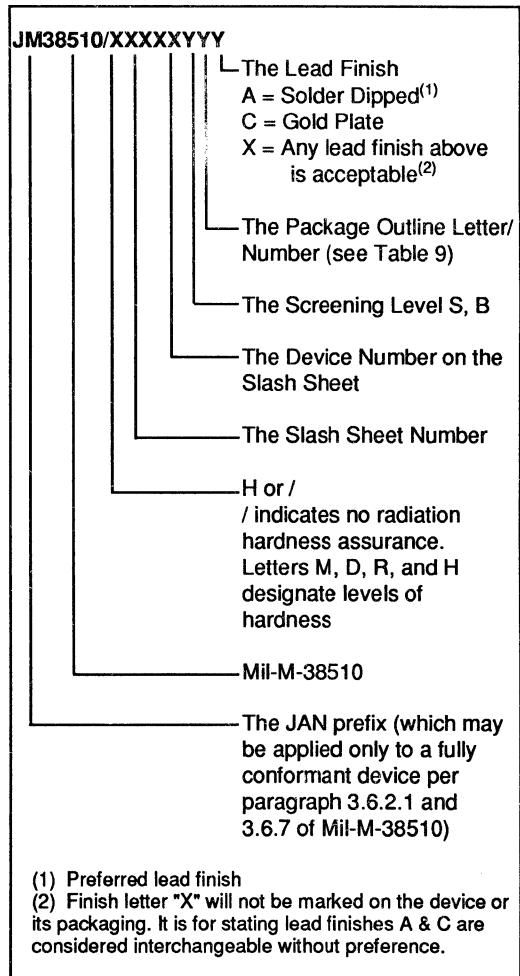 JM38510/XXXXXYYY
The Lead Finish
A = Solder Dipped(1)
C = Gold Plate
X = Any lead finish above
is acceptable(2)
The Package Outline Letter/
Number (see Table 9)
The Screening Level S, B
The Device Number on the
Slash Sheet
The Slash Sheet Number
H or /
/ indicates no radiation
hardness assurance.
Letters M, D, R, and H
designate levels of
hardness
Mil-M-38510
The JAN prefix (which may
be applied only to a fully
conformant device per
paragraph 3.6.2.1 and
3.6.7 of Mil-M-38510)
(1) Preferred lead finish
(2) Finish letter "X" will not be marked on the device or
its packaging. It is for stating lead finishes A & C are
considered interchangeable without preference.